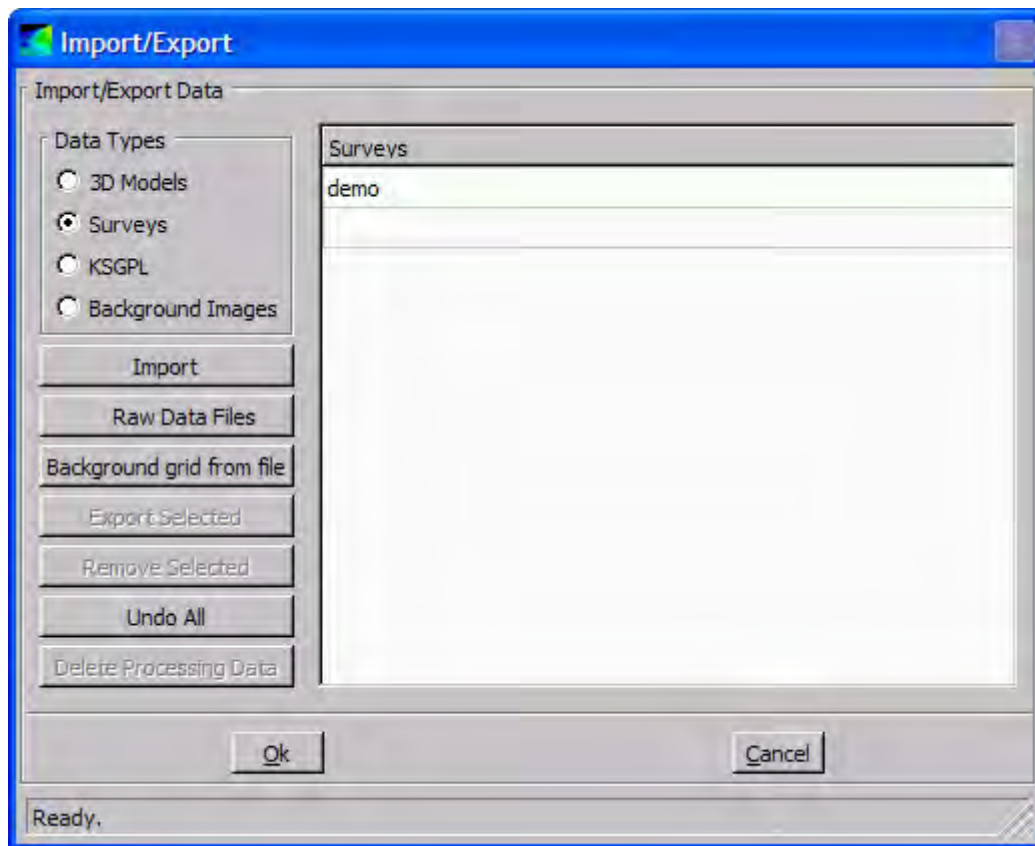 Import/Export
Import/Export Data
Data Types
3D Models
Surveys
KSGPL
Background Images
Import
Raw Data Files
Background grid from file
Export Selected
Remove Selected
Undo All
Delete Processing Data
Surveys
demo
Ok
Cancel
Ready.